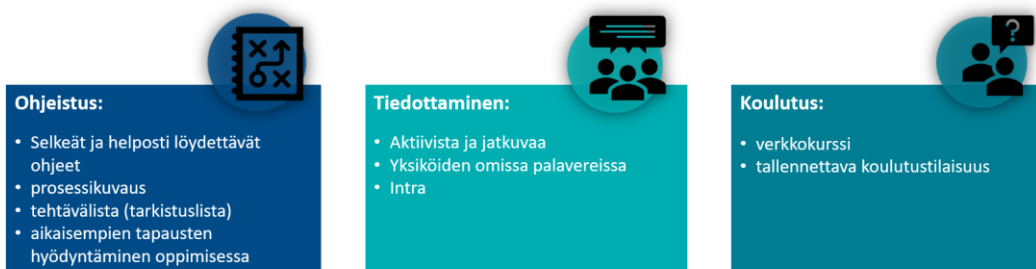 Ohjeistus:
• Selkeät ja helposti löydettävät
ohjeet
• prosessikuvaus
• tehtävälista (tarkistuslista)
• aikaisempien tapausten
hyödyntäminen oppimisessa
Tiedottaminen:
• Aktiivista ja jatkuvaa
• Yksiköiden omissa palavereissa
• Intra
?
Koulutus:
• verkkokurssi
• tallennettava koulutustilaisuus